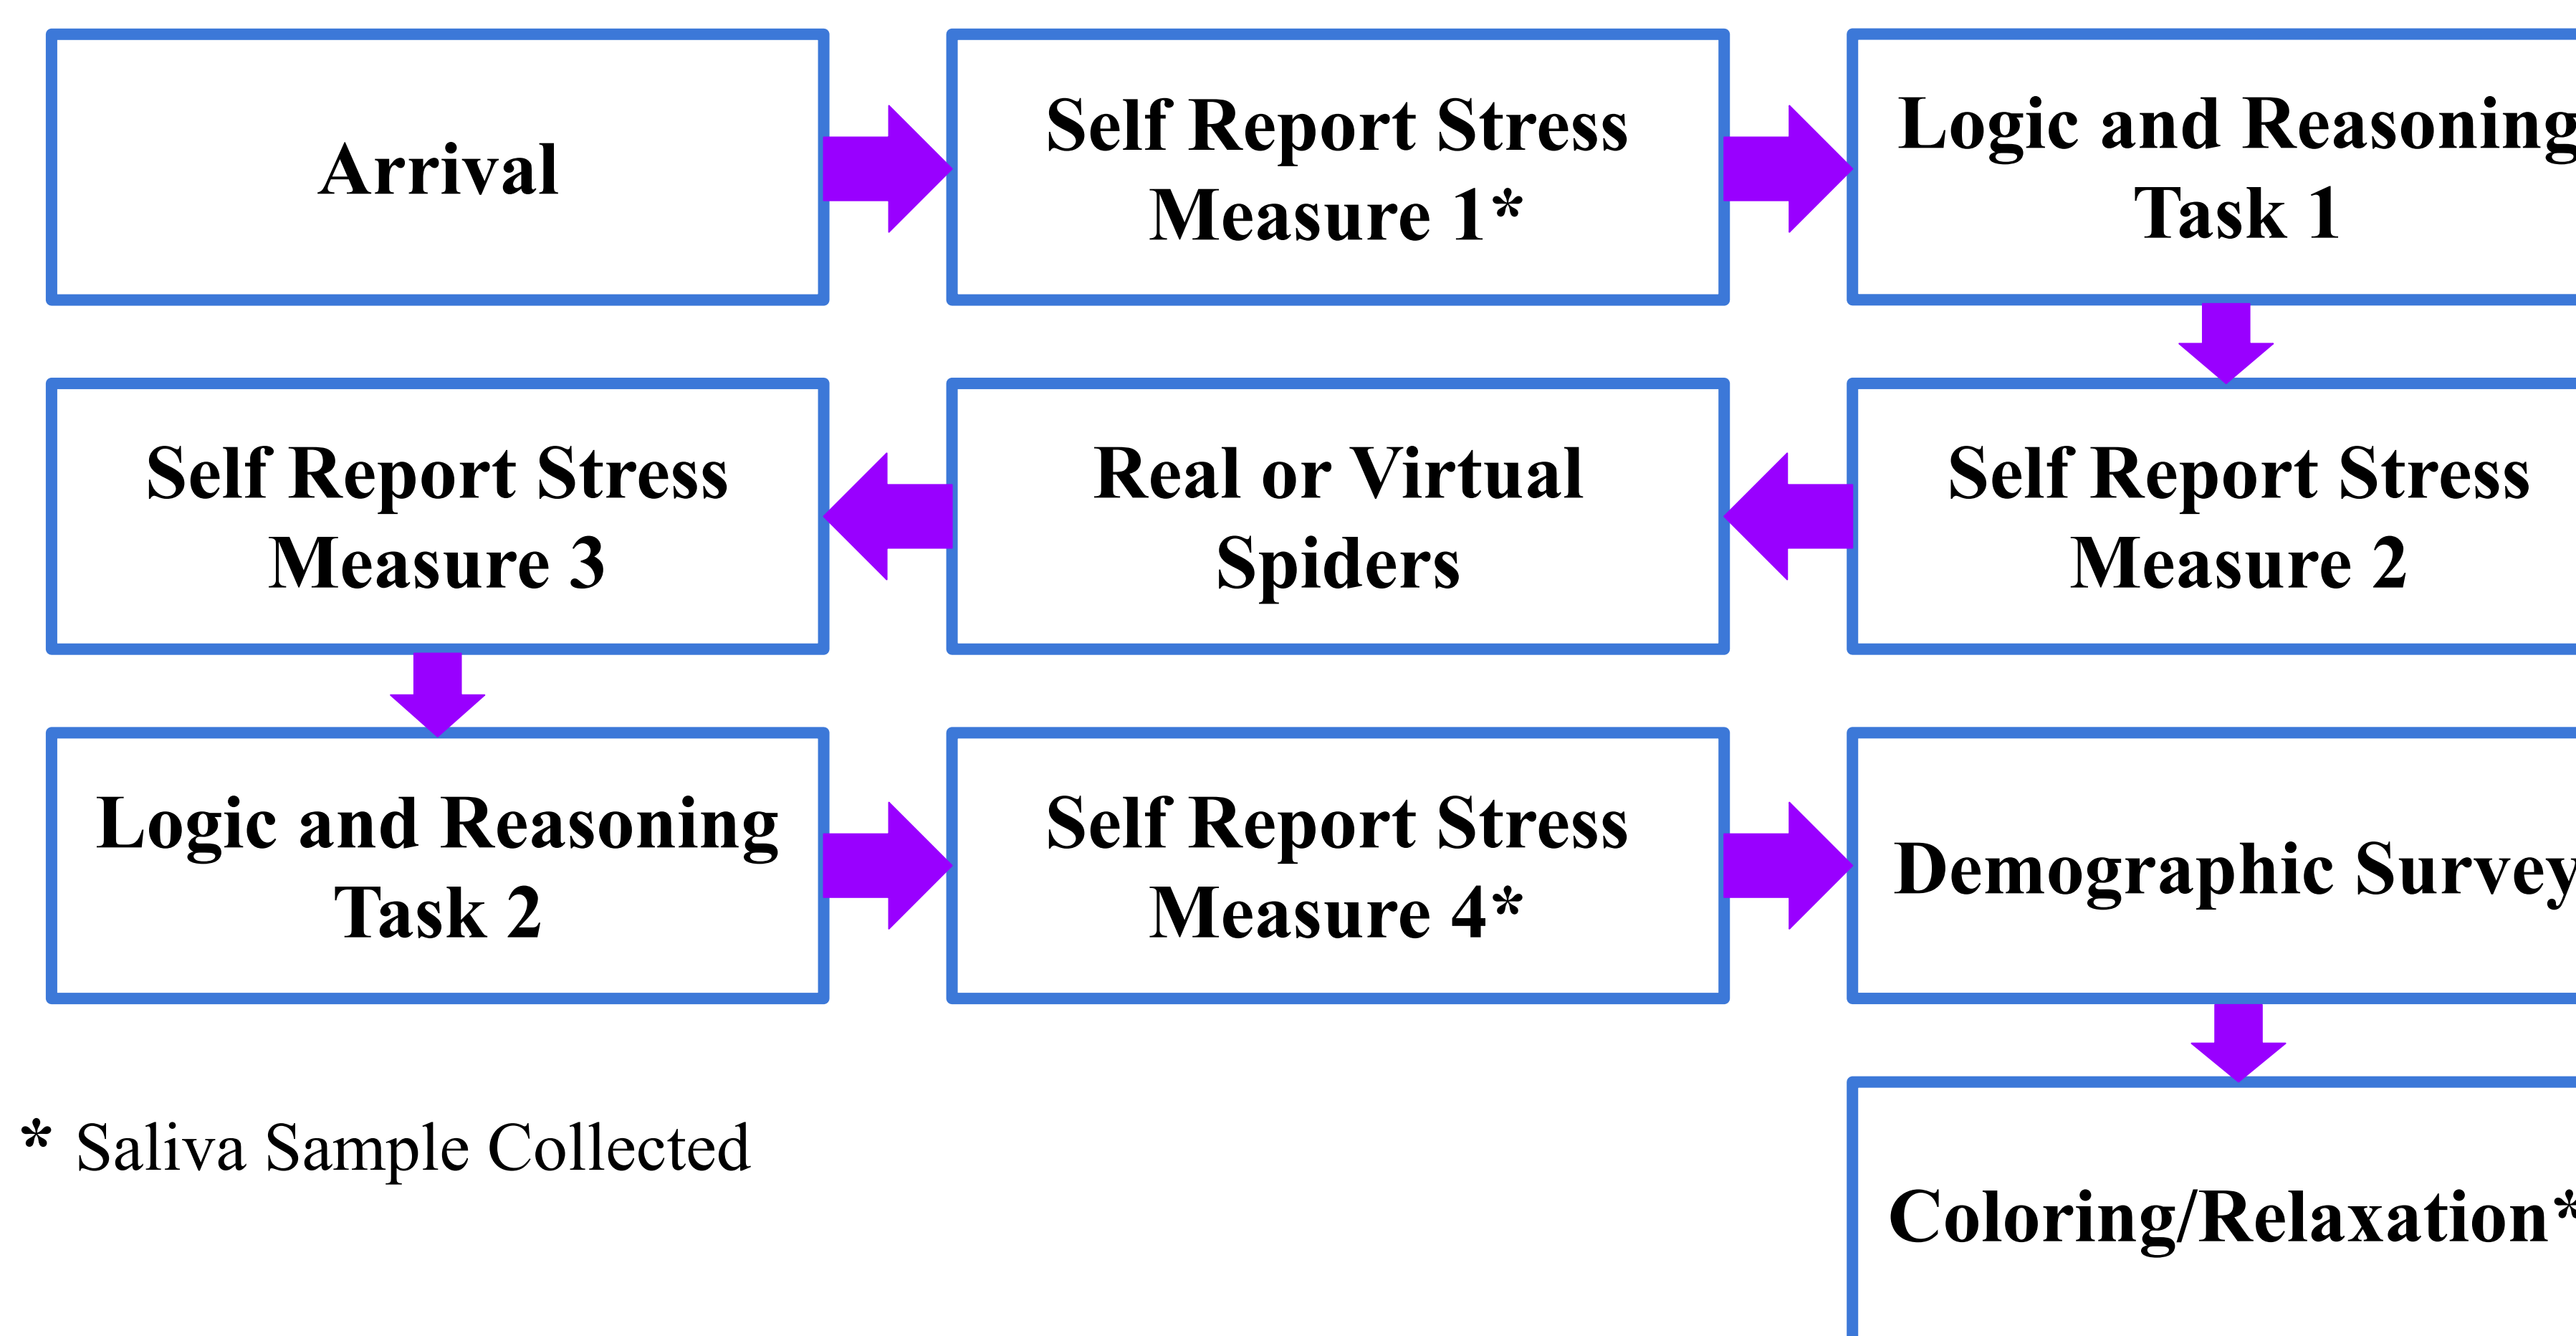 Arrival
Self Report Stress
Measure 1*
Logic and Reasoning
Task 1
Self Report Stress
Measure 3
Real or Virtual
Spiders
Self Report Stress
Measure 2
Logic and Reasoning
Task 2
Self Report Stress
Measure 4*
Demographic Survey
* Saliva Sample Collected
Coloring/Relaxation*